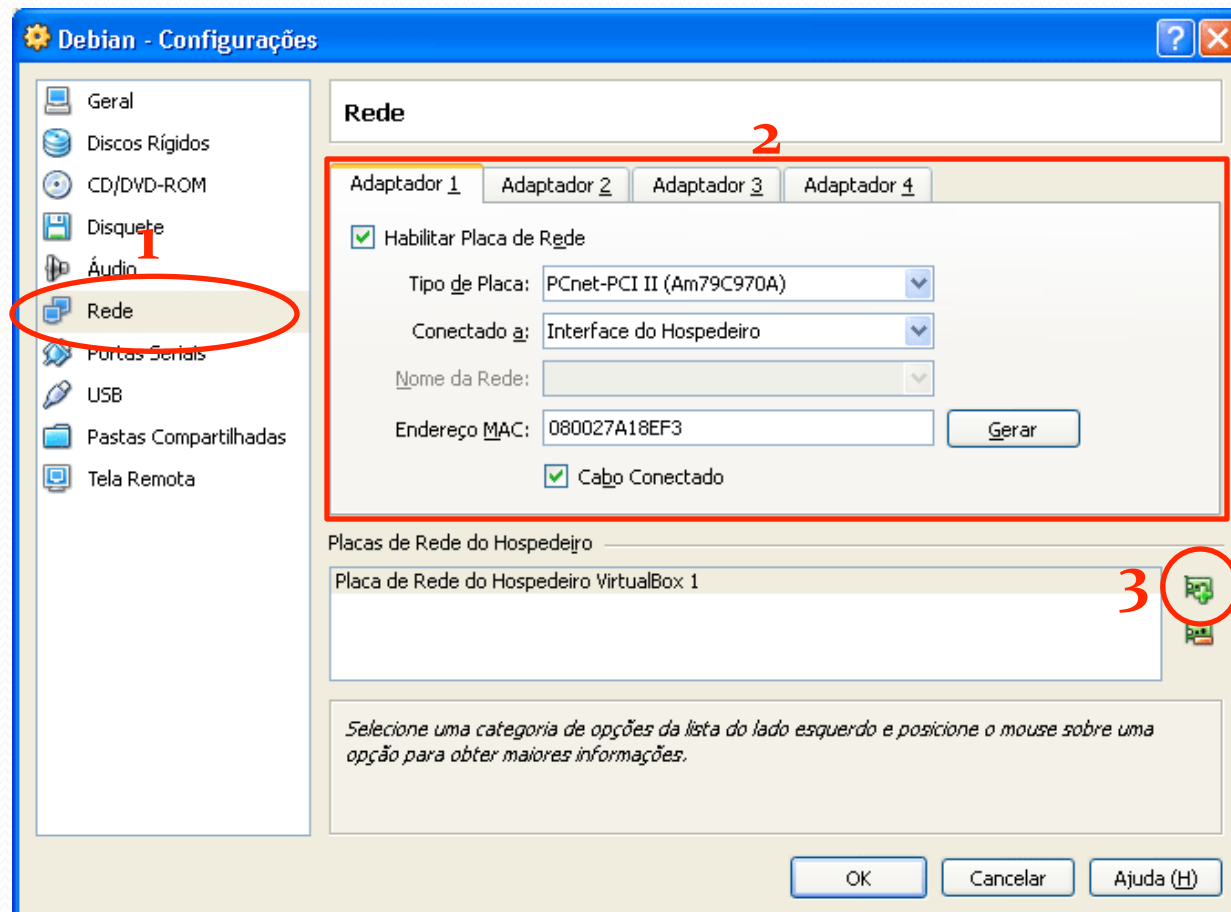 Debian - Configurações
?
Geral
Discos Rígidos
CD/DVD-ROM
Disquete
1
Áudio
Rede
Portas Seriais
USB
Pastas Compartilhadas
Tela Remota
Rede
2
Adaptador 1 Adaptador 2 Adaptador 3 Adaptador 4
Habilitar Placa de Rede
Tipo de Placa: PCnet-PCI II (Am79C970A)
Conectado a: Interface do Hospedeiro
Nome da Rede:
Endereço MAC: 080027A18EF3 Gerar
Cabo Conectado
Placas de Rede do Hospedeiro
Placa de Rede do Hospedeiro VirtualBox 1
3
Selecione uma categoria de opções da lista do lado esquerdo e posicione o mouse sobre uma
opção para obter maiores informações.
OK Cancelar Ajuda (H)